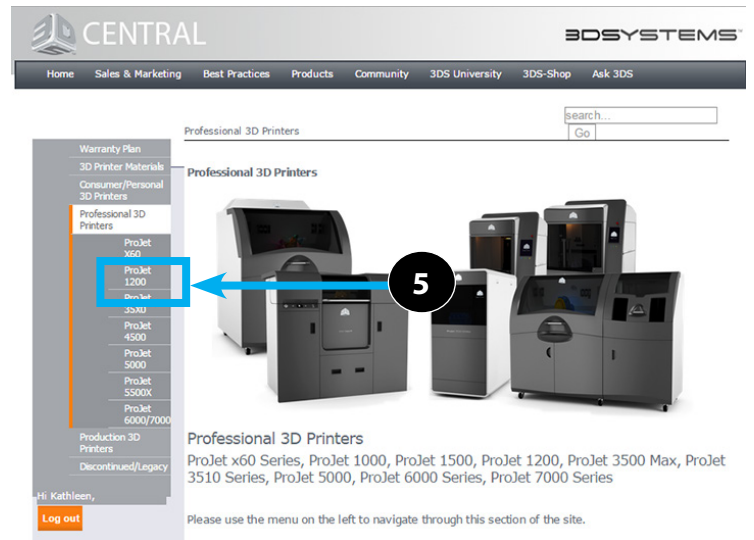 CENTRAL
3DSYSTEMS
Home Sales & Marketing Best Practices Products Community 3DS University 3DS-Shop Ask 3DS
search...
Go
Professional 3D Printers
Warranty Plan
3D Printer Materials
Consumer/Personal
3D Printers
Professional 3D
Printers
ProJet
x60
ProJet
1200
ProJet
35X0
ProJet
4500
ProJet
5000
ProJet
5500X
ProJet
6000/7000
Production 3D
Printers
Discontinued/Legacy
Hi Kathleen,
Log out
Professional 3D Printers
5
Professional 3D Printers
ProJet x60 Series, ProJet 1000, ProJet 1500, ProJet 1200, ProJet 3500 Max, ProJet
3510 Series, ProJet 5000, ProJet 6000 Series, ProJet 7000 Series
Please use the menu on the left to navigate through this section of the site.